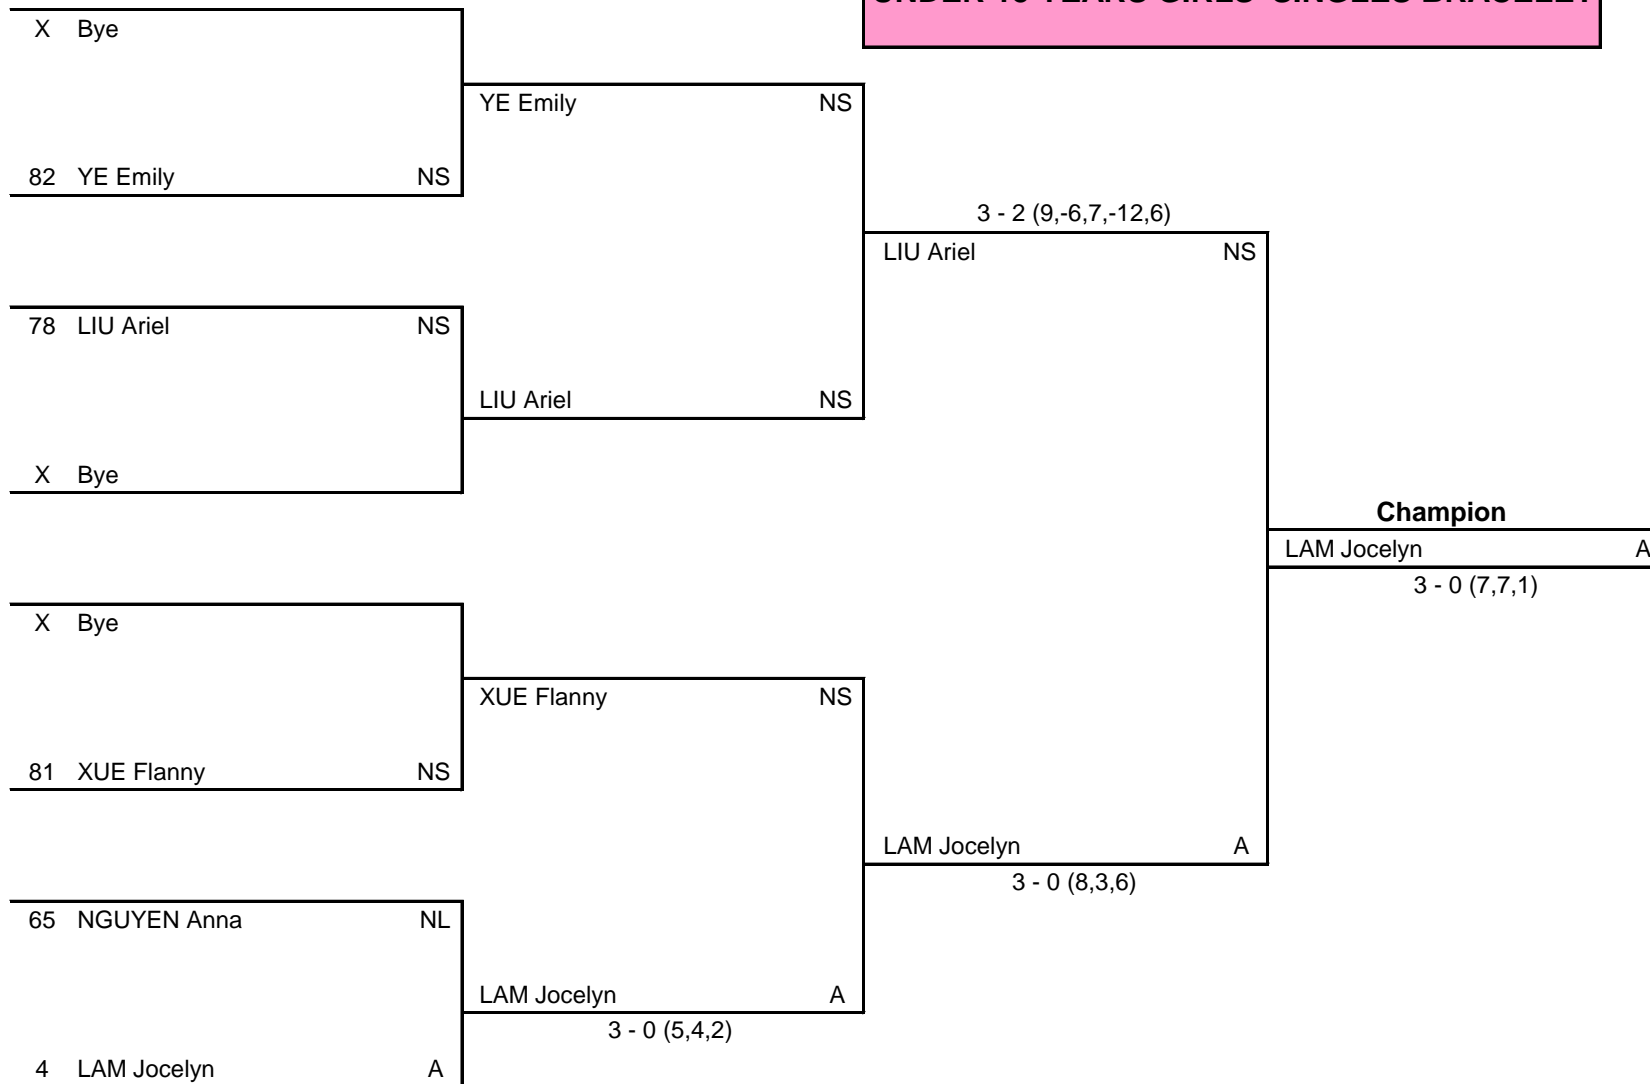 X Bye
YE Emily NS
82 YE Emily NS
3 - 2 (9,-6,7,-12,6)
LIU Ariel NS
78 LIU Ariel NS
LIU Ariel NS
X Bye
Champion
LAM Jocelyn A
3 - 0 (7,7,1)
X Bye
XUE Flanny NS
81 XUE Flanny NS
LAM Jocelyn A
3 - 0 (8,3,6)
65 NGUYEN Anna NL
LAM Jocelyn A
3 - 0 (5,4,2)
4 LAM Jocelyn A